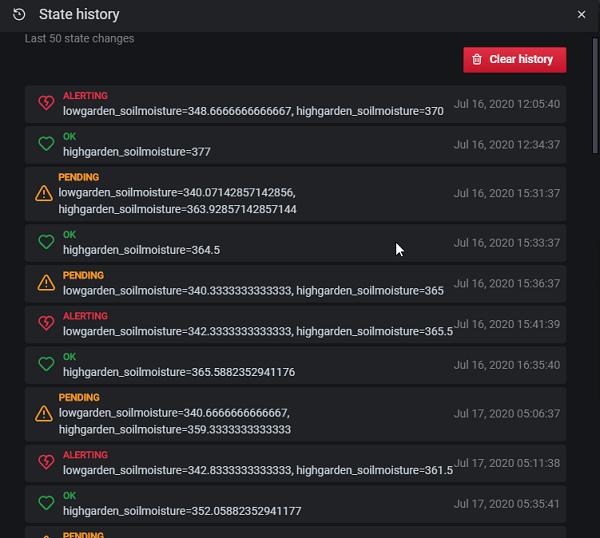 State history
Last 50 state changes
Clear history
ALERTING
lowgarden_soilmoisture=348.6666666666667, highgarden_soilmoisture=370
Jul 16, 2020 12:05:40
OK
highgarden_soilmoisture=377
Jul 16, 2020 12:34:37
PENDING
lowgarden_soilmoisture=340.07142857142856,
highgarden_soilmoisture=363.92857142857144
Jul 16, 2020 15:31:37
OK
highgarden_soilmoisture=364.5
Jul 16, 2020 15:33:37
PENDING
lowgarden_soilmoisture=340.3333333333333, highgarden_soilmoisture=365
Jul 16, 2020 15:36:37
ALERTING
lowgarden_soilmoisture=342.3333333333333, highgarden_soilmoisture=365.5
Jul 16, 2020 15:41:39
OK
highgarden_soilmoisture=365.5882352941176
Jul 16, 2020 16:35:40
PENDING
lowgarden_soilmoisture=340.6666666666667,
highgarden_soilmoisture=359.3333333333333
Jul 17, 2020 05:06:37
ALERTING
lowgarden_soilmoisture=342.8333333333333, highgarden_soilmoisture=361.5
Jul 17, 2020 05:11:38
OK
highgarden_soilmoisture=352.05882352941177
Jul 17, 2020 05:35:41
PENDING